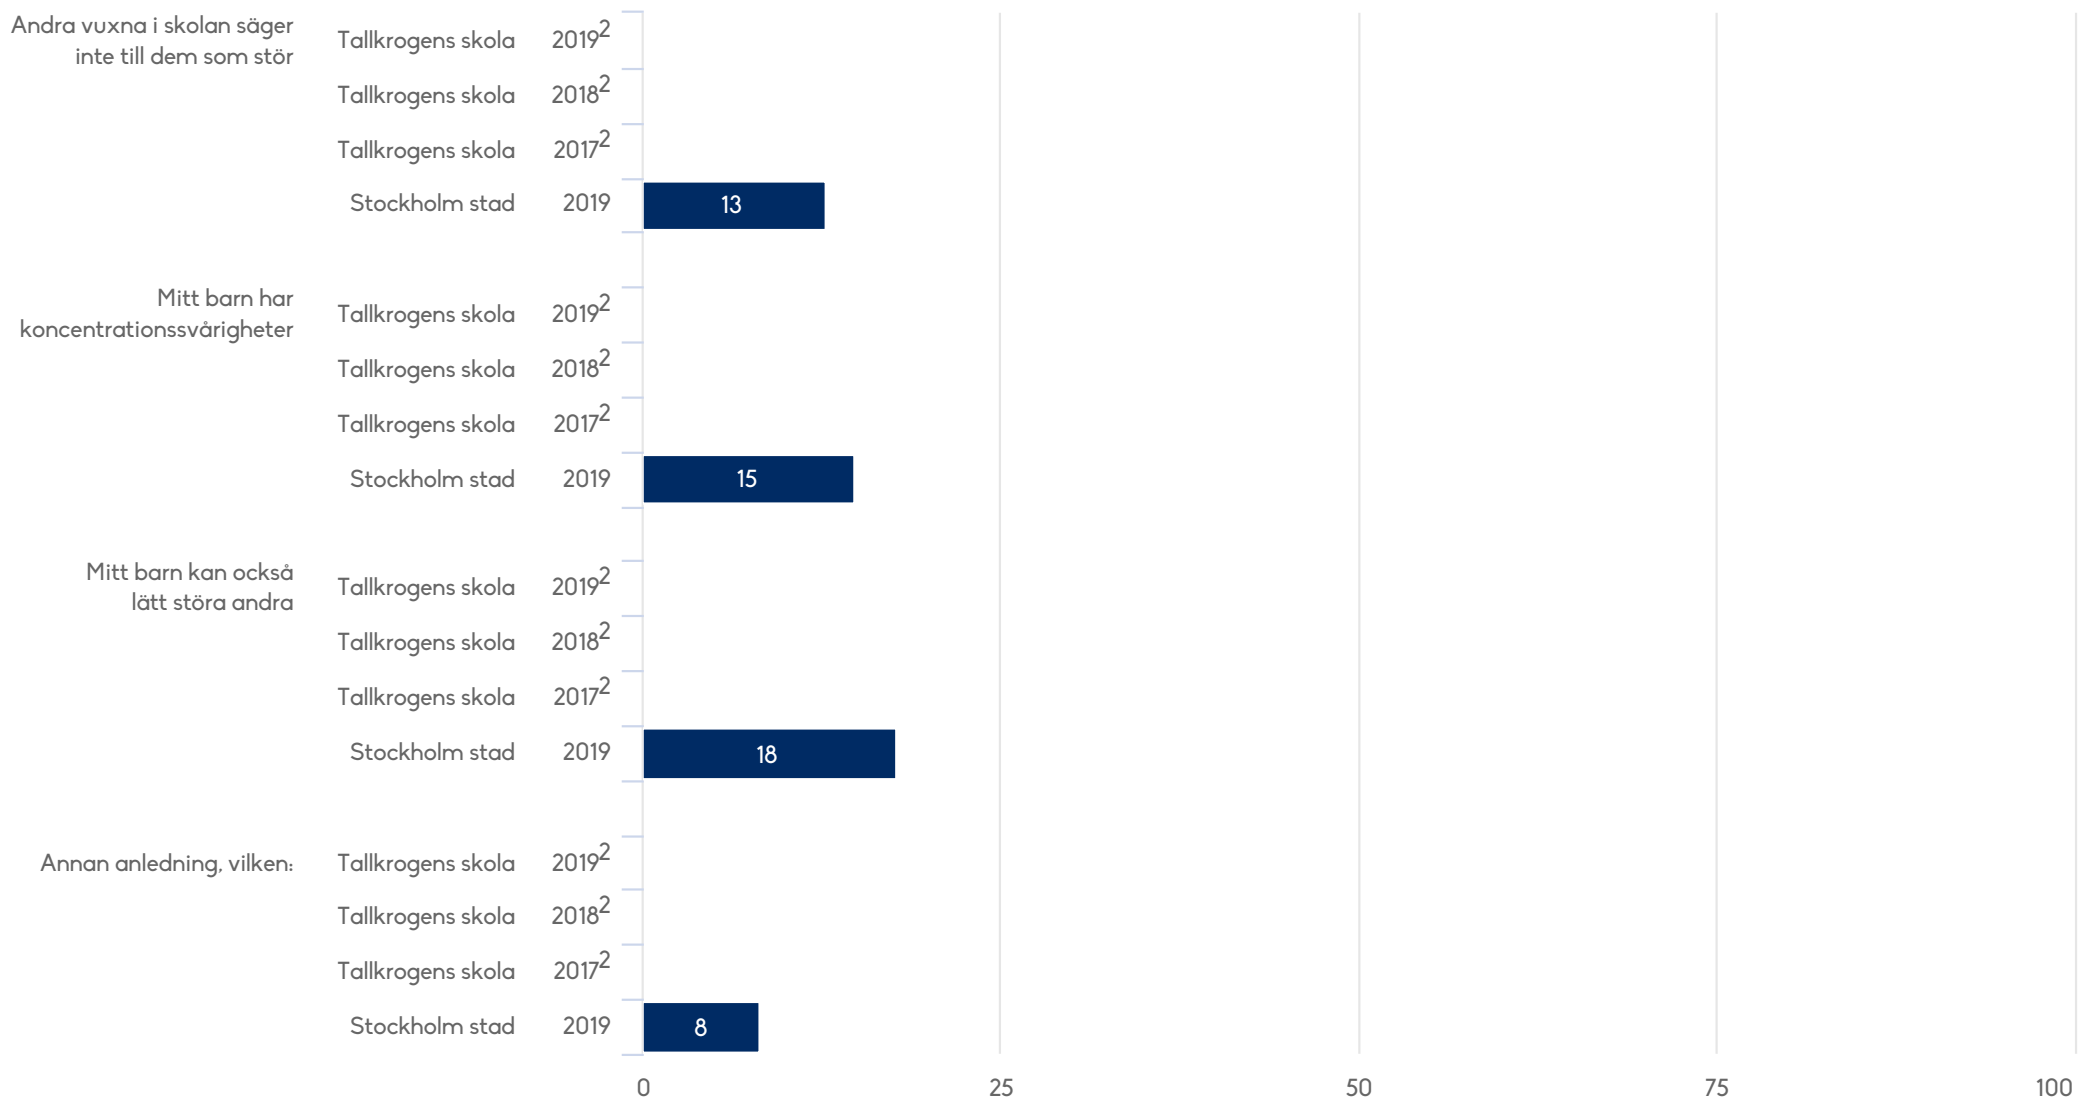 Andra vuxna i skolan säger
inte till dem som stör
Tallkrogens skola 2019²
Tallkrogens skola 2018²
Tallkrogens skola 2017²
Stockholm stad 2019 13
Mitt barn har
koncentrationssvårigheter
Tallkrogens skola 2019²
Tallkrogens skola 2018²
Tallkrogens skola 2017²
Stockholm stad 2019 15
Mitt barn kan också
lätt störa andra
Tallkrogens skola 2019²
Tallkrogens skola 2018²
Tallkrogens skola 2017²
Stockholm stad 2019 18
Annan anledning, vilken: Tallkrogens skola 2019²
Tallkrogens skola 2018²
Tallkrogens skola 2017²
Stockholm stad 2019 8
0 25 50 75 100